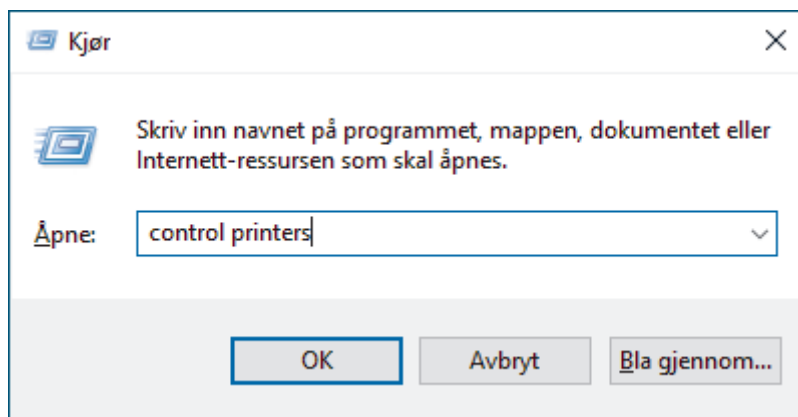 Kjør
Skriv inn navnet på programmet, mappen, dokumentet eller
Internett-ressursen som skal åpnes.
Åpne: control printers
OK Avbryt Bla gjennom...